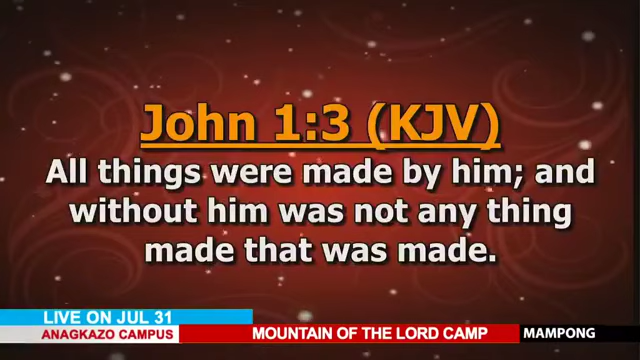 John 1:3 (KJV)
All things were made by him; and
without him was not any thing
made that was made.
LIVE ON JUL 31
ANAGKAZO CAMPUS MOUNTAIN OF THE LORD CAMP MAMPONG